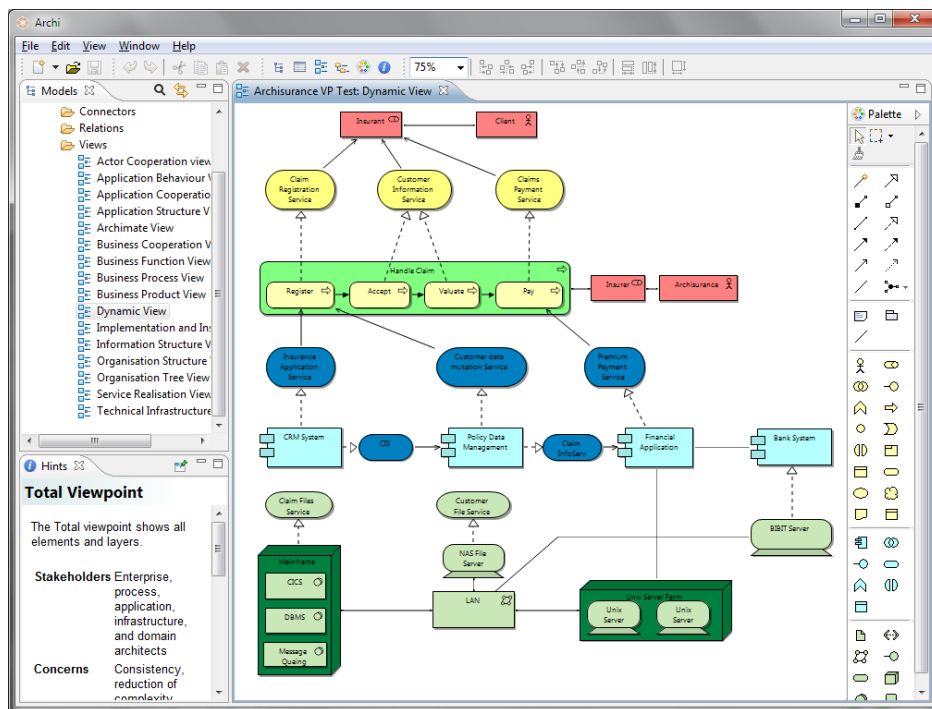 Archi
File Edit View Window Help
75%
Models
Archisurance VP Test: Dynamic View
Palette
Connectors
Relations
Views
Actor Cooperation view
Application Behaviour V
Application Cooperatio
Application Structure V
Archimate View
Business Cooperation V
Business Function View
Business Process View
Business Product View
Dynamic View
Implementation and Ins
Information Structure V
Organisation Structure
Organisation Tree View
Service Realisation View
Technical Infrastructure
Hints
Total Viewpoint
The Total viewpoint shows all
elements and layers.
Stakeholders Enterprise,
process,
application,
infrastructure,
and domain
architects
Concerns Consistency,
reduction of
complexity
Insurant
Client
Claim
Registration
Service
Customer
Information
Service
Claims
Payment
Service
Handle Claim
Register
Accept
Valuate
Pay
Insurer
Archisurance
Insurance
Application
Service
Customer data
mutation Service
Premium
Payment
Service
CRM System
CIS
Policy Data
Management
Claim
InfoServ
Financial
Application
Bank System
Claim Files
Service
Customer
File Service
BIBIT Server
Mainframe
CICS
DBMS
Message
Queing
NAS File
Server
LAN
Unix Server Farm
Unix
Server
Unix
Server